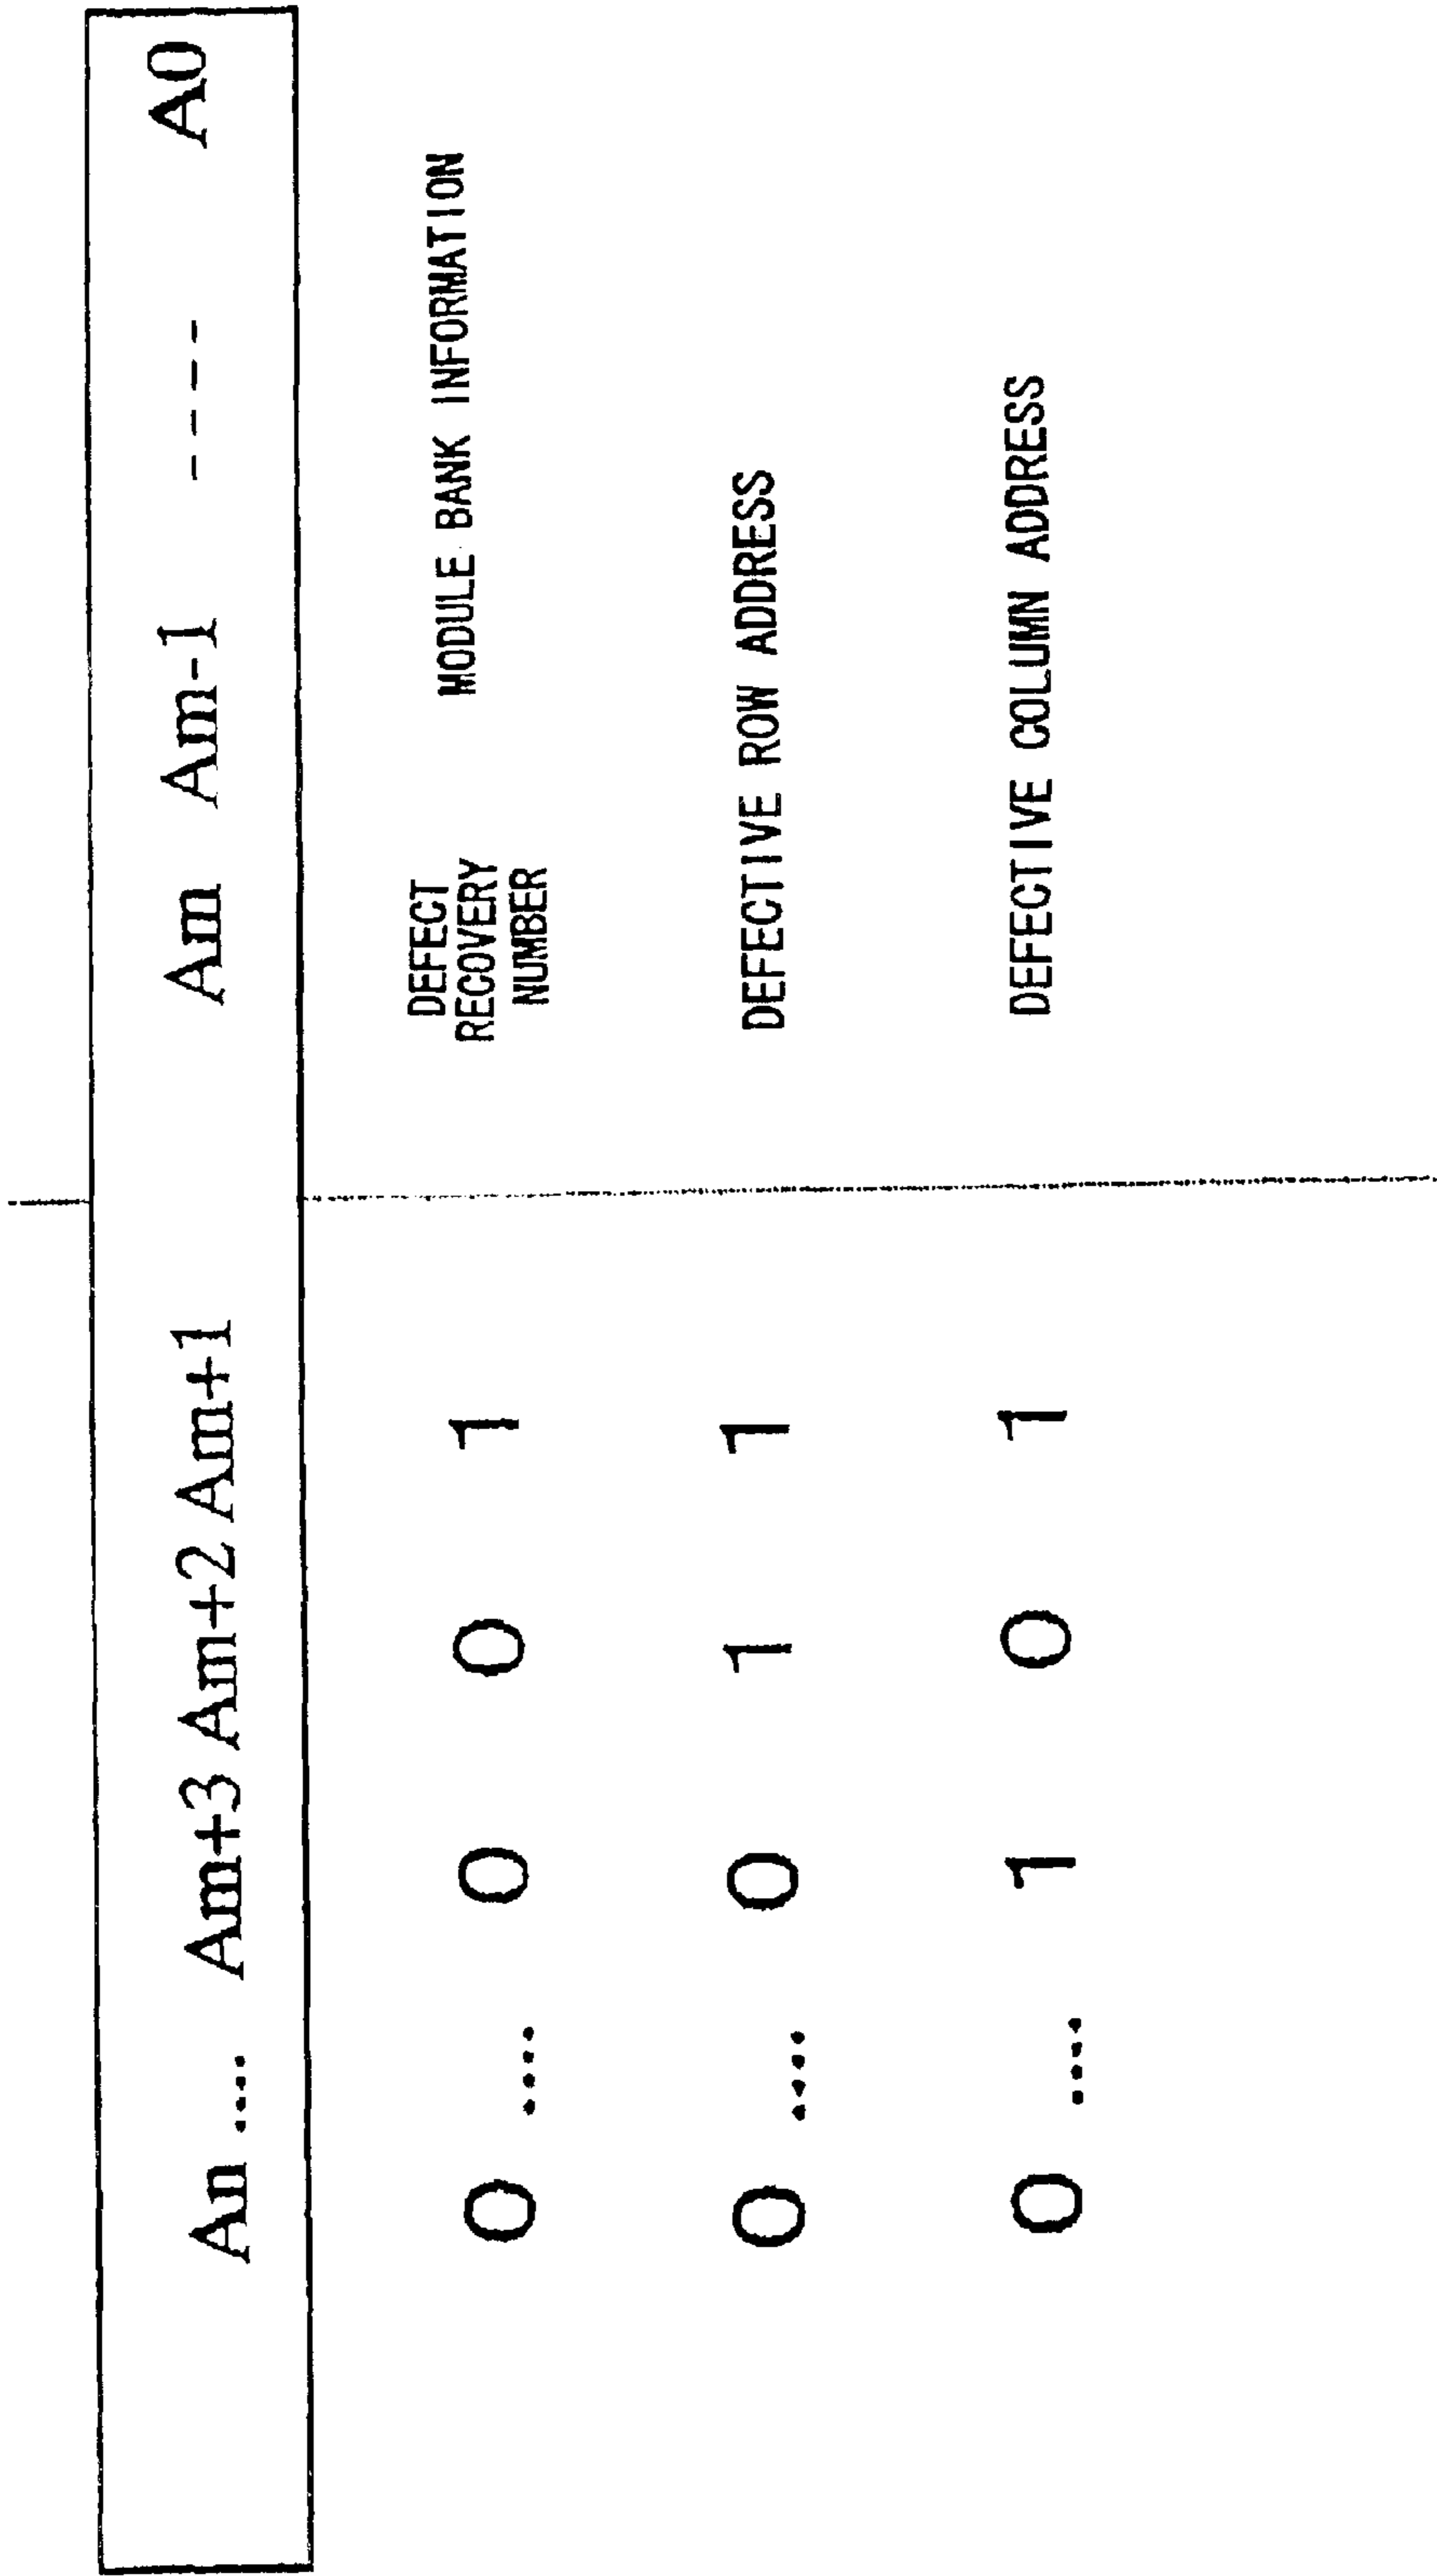 An .... Am+3 Am+2 Am+1 Am Am-1 ---- A0
0 .... 0 0 1 DEFECT RECOVERY NUMBER MODULE BANK INFORMATION
0 .... 0 1 1 DEFECTIVE ROW ADDRESS
0 .... 1 0 1 DEFECTIVE COLUMN ADDRESS